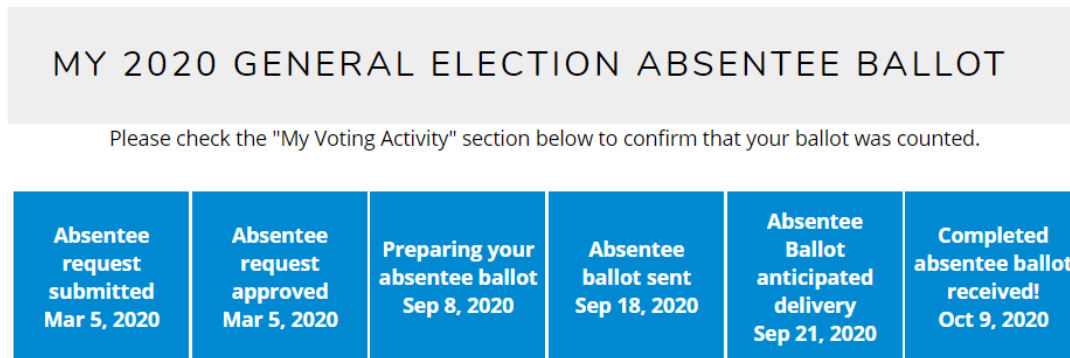 MY 2020 GENERAL ELECTION ABSENTEE BALLOT
Please check the "My Voting Activity" section below to confirm that your ballot was counted.
Absentee
request
submitted
Mar 5, 2020
Absentee
request
approved
Mar 5, 2020
Preparing your
absentee ballot
Sep 8, 2020
Absentee
ballot sent
Sep 18, 2020
Absentee
Ballot
anticipated
delivery
Sep 21, 2020
Completed
absentee ballot
received!
Oct 9, 2020